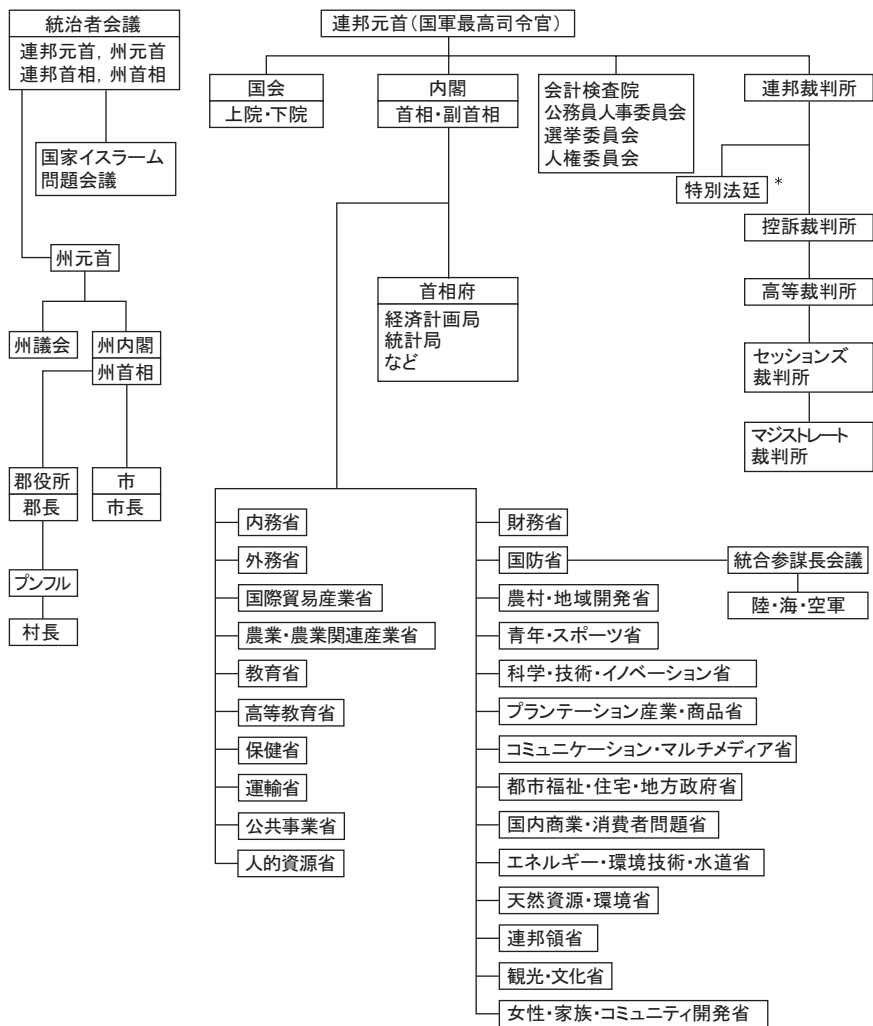 統治者会議
連邦元首, 州元首
連邦首相, 州首相
国家イスラーム
問題会議
州元首
州議会
州内閣
州首相
郡役所
郡長
市
市長
プンフル
村長
連邦元首(国軍最高司令官)
国会
上院・下院
内閣
首相・副首相
会計検査院
公務員人事委員会
選挙委員会
人権委員会
連邦裁判所
特別法廷 *
控訴裁判所
高等裁判所
セッションズ
裁判所
マジストレート
裁判所
首相府
経済計画局
統計局
など
内務省
外務省
国際貿易産業省
農業・農業関連産業省
教育省
高等教育省
保健省
運輸省
公共事業省
人的資源省
財務省
国防省
統合参謀長会議
陸・海・空軍
農村・地域開発省
青年・スポーツ省
科学・技術・イノベーション省
プランテーション産業・商品省
コミュニケーション・マルチメディア省
都市福祉・住宅・地方政府省
国内商業・消費者問題省
エネルギー・環境技術・水道省
天然資源・環境省
連邦領省
観光・文化省
女性・家族・コミュニティ開発省